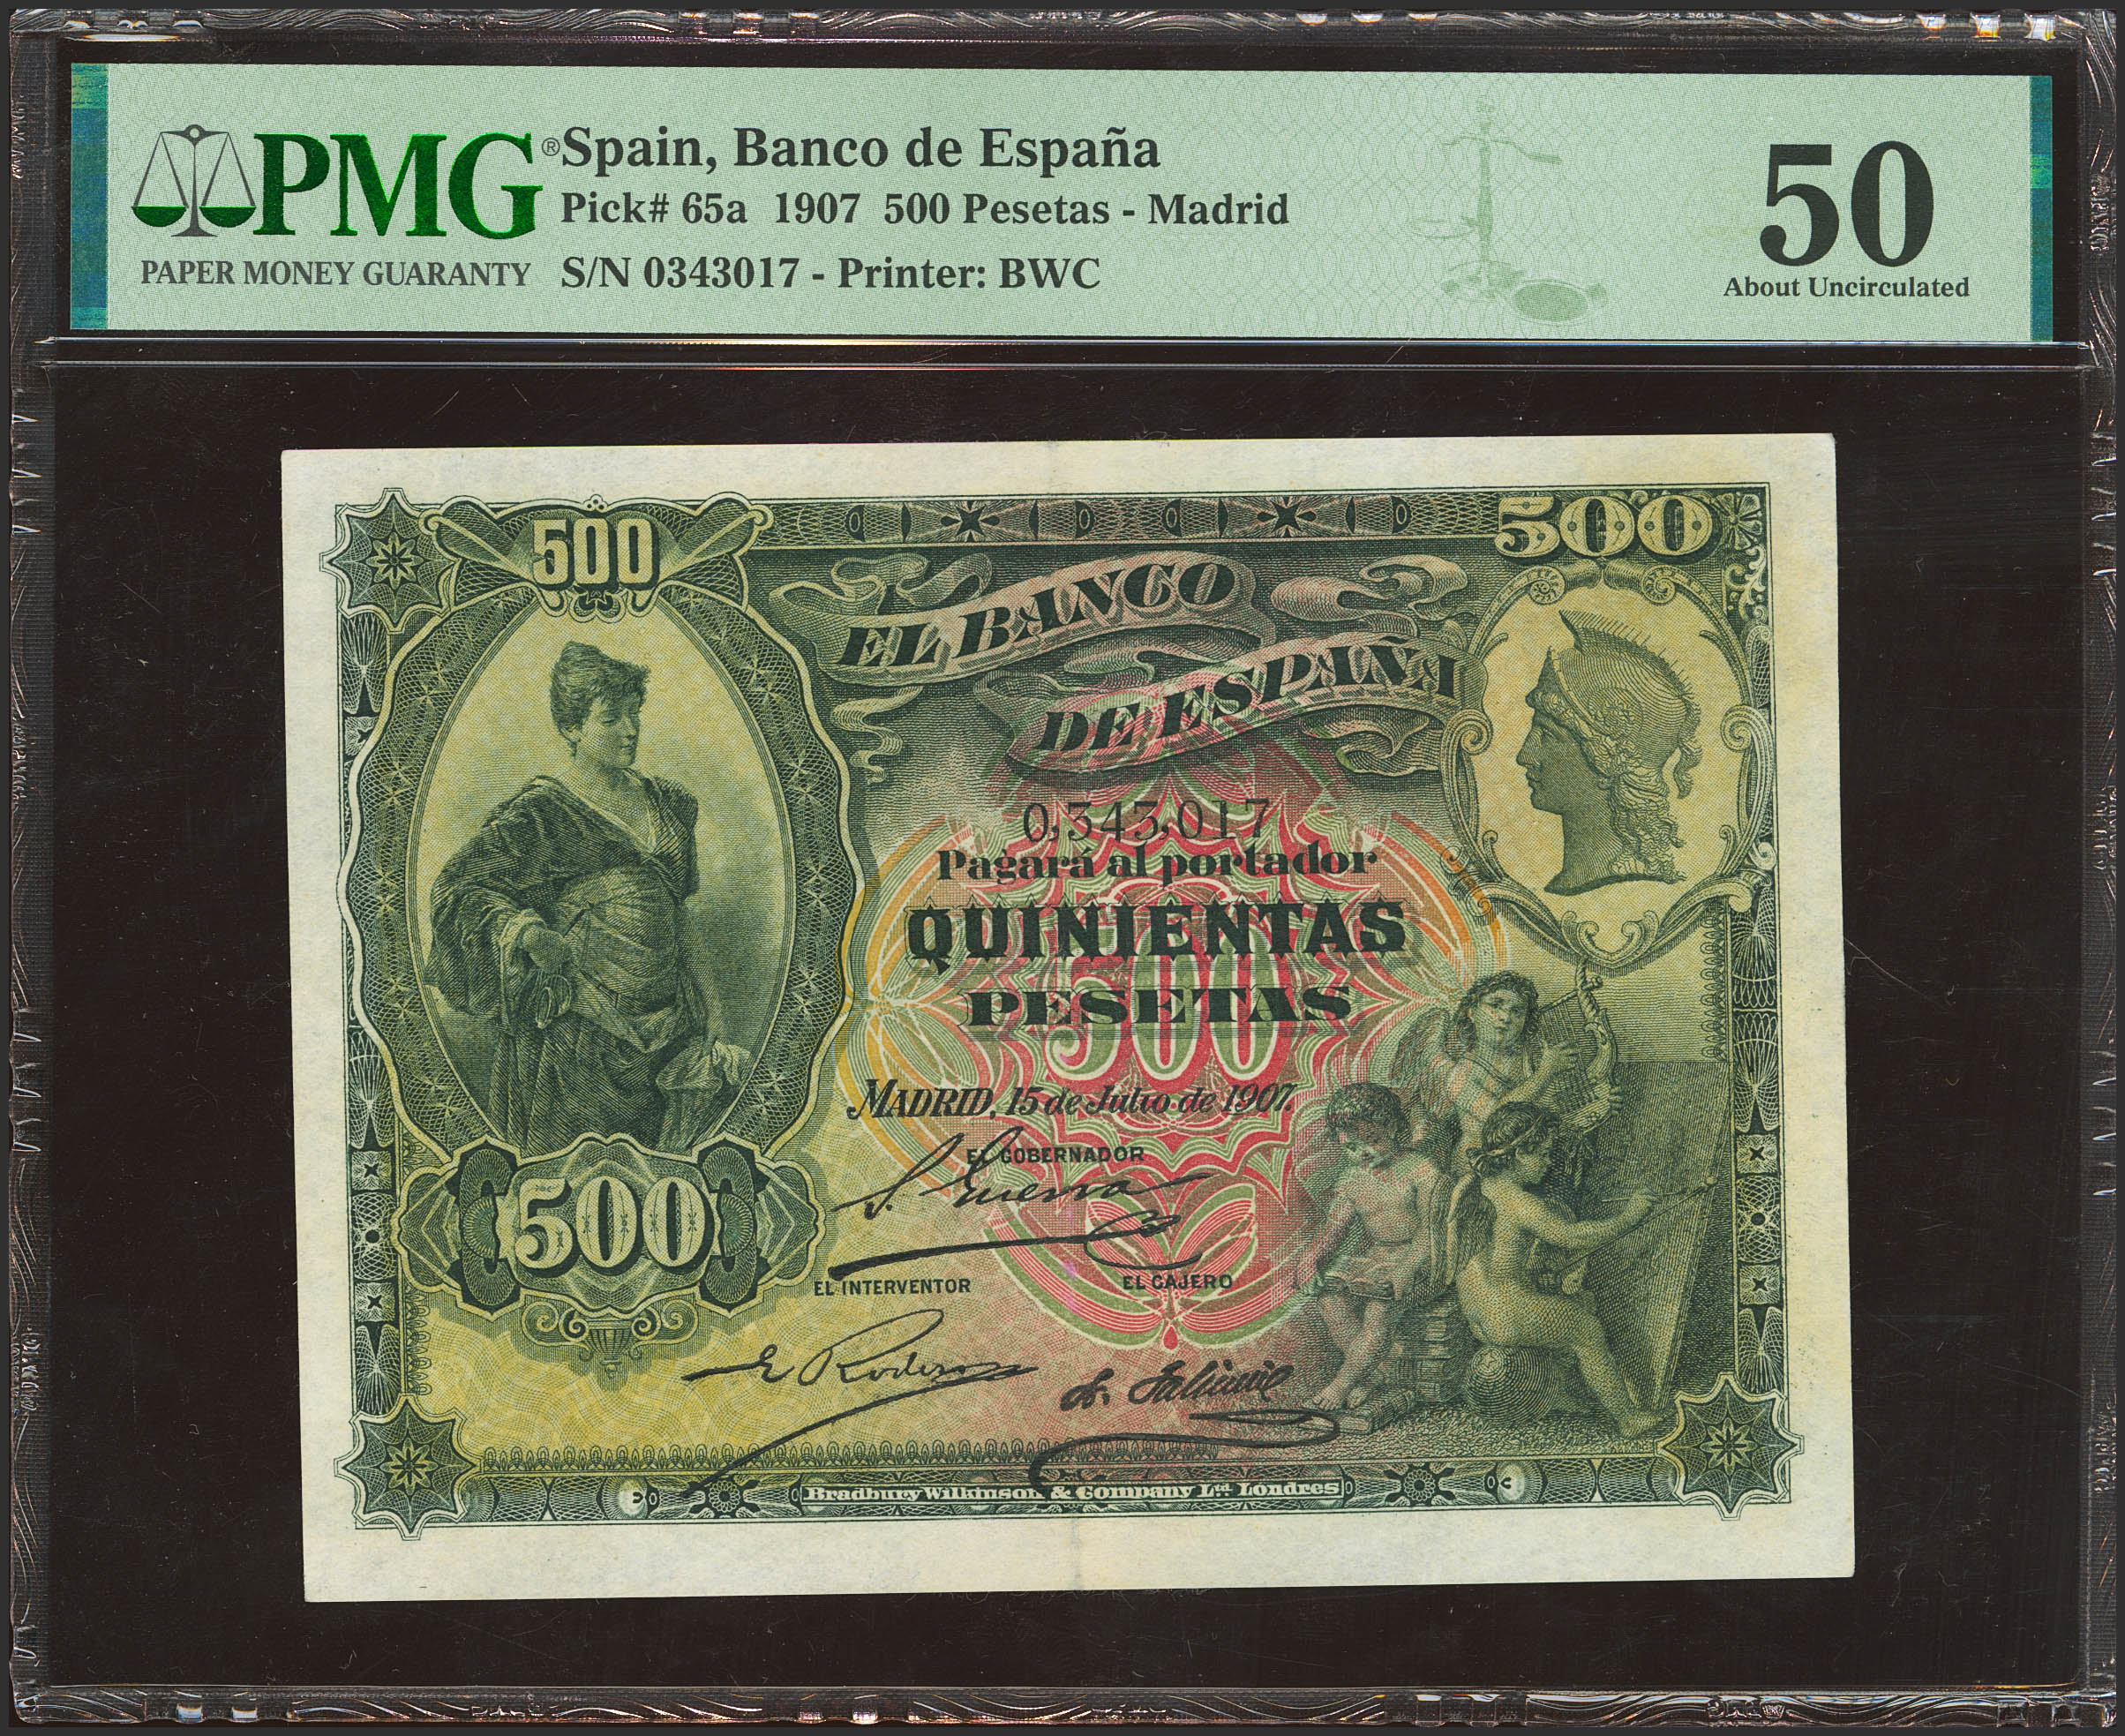 PMG® Spain, Banco de España
Pick# 65a 1907 500 Pesetas - Madrid
PAPER MONEY GUARANTY S/N 0343017 - Printer: BWC
50
About Uncirculated
500
500
EL BANCO
DE ESPAÑA
0,343,017
Pagará al portador
QUINIENTAS
500
PESETAS
MADRID, 15 de Julio de 1907.
EL GOBERNADOR
500
EL INTERVENTOR
EL CAJERO
Bradbury Wilkinson & Company Ltd. Londres